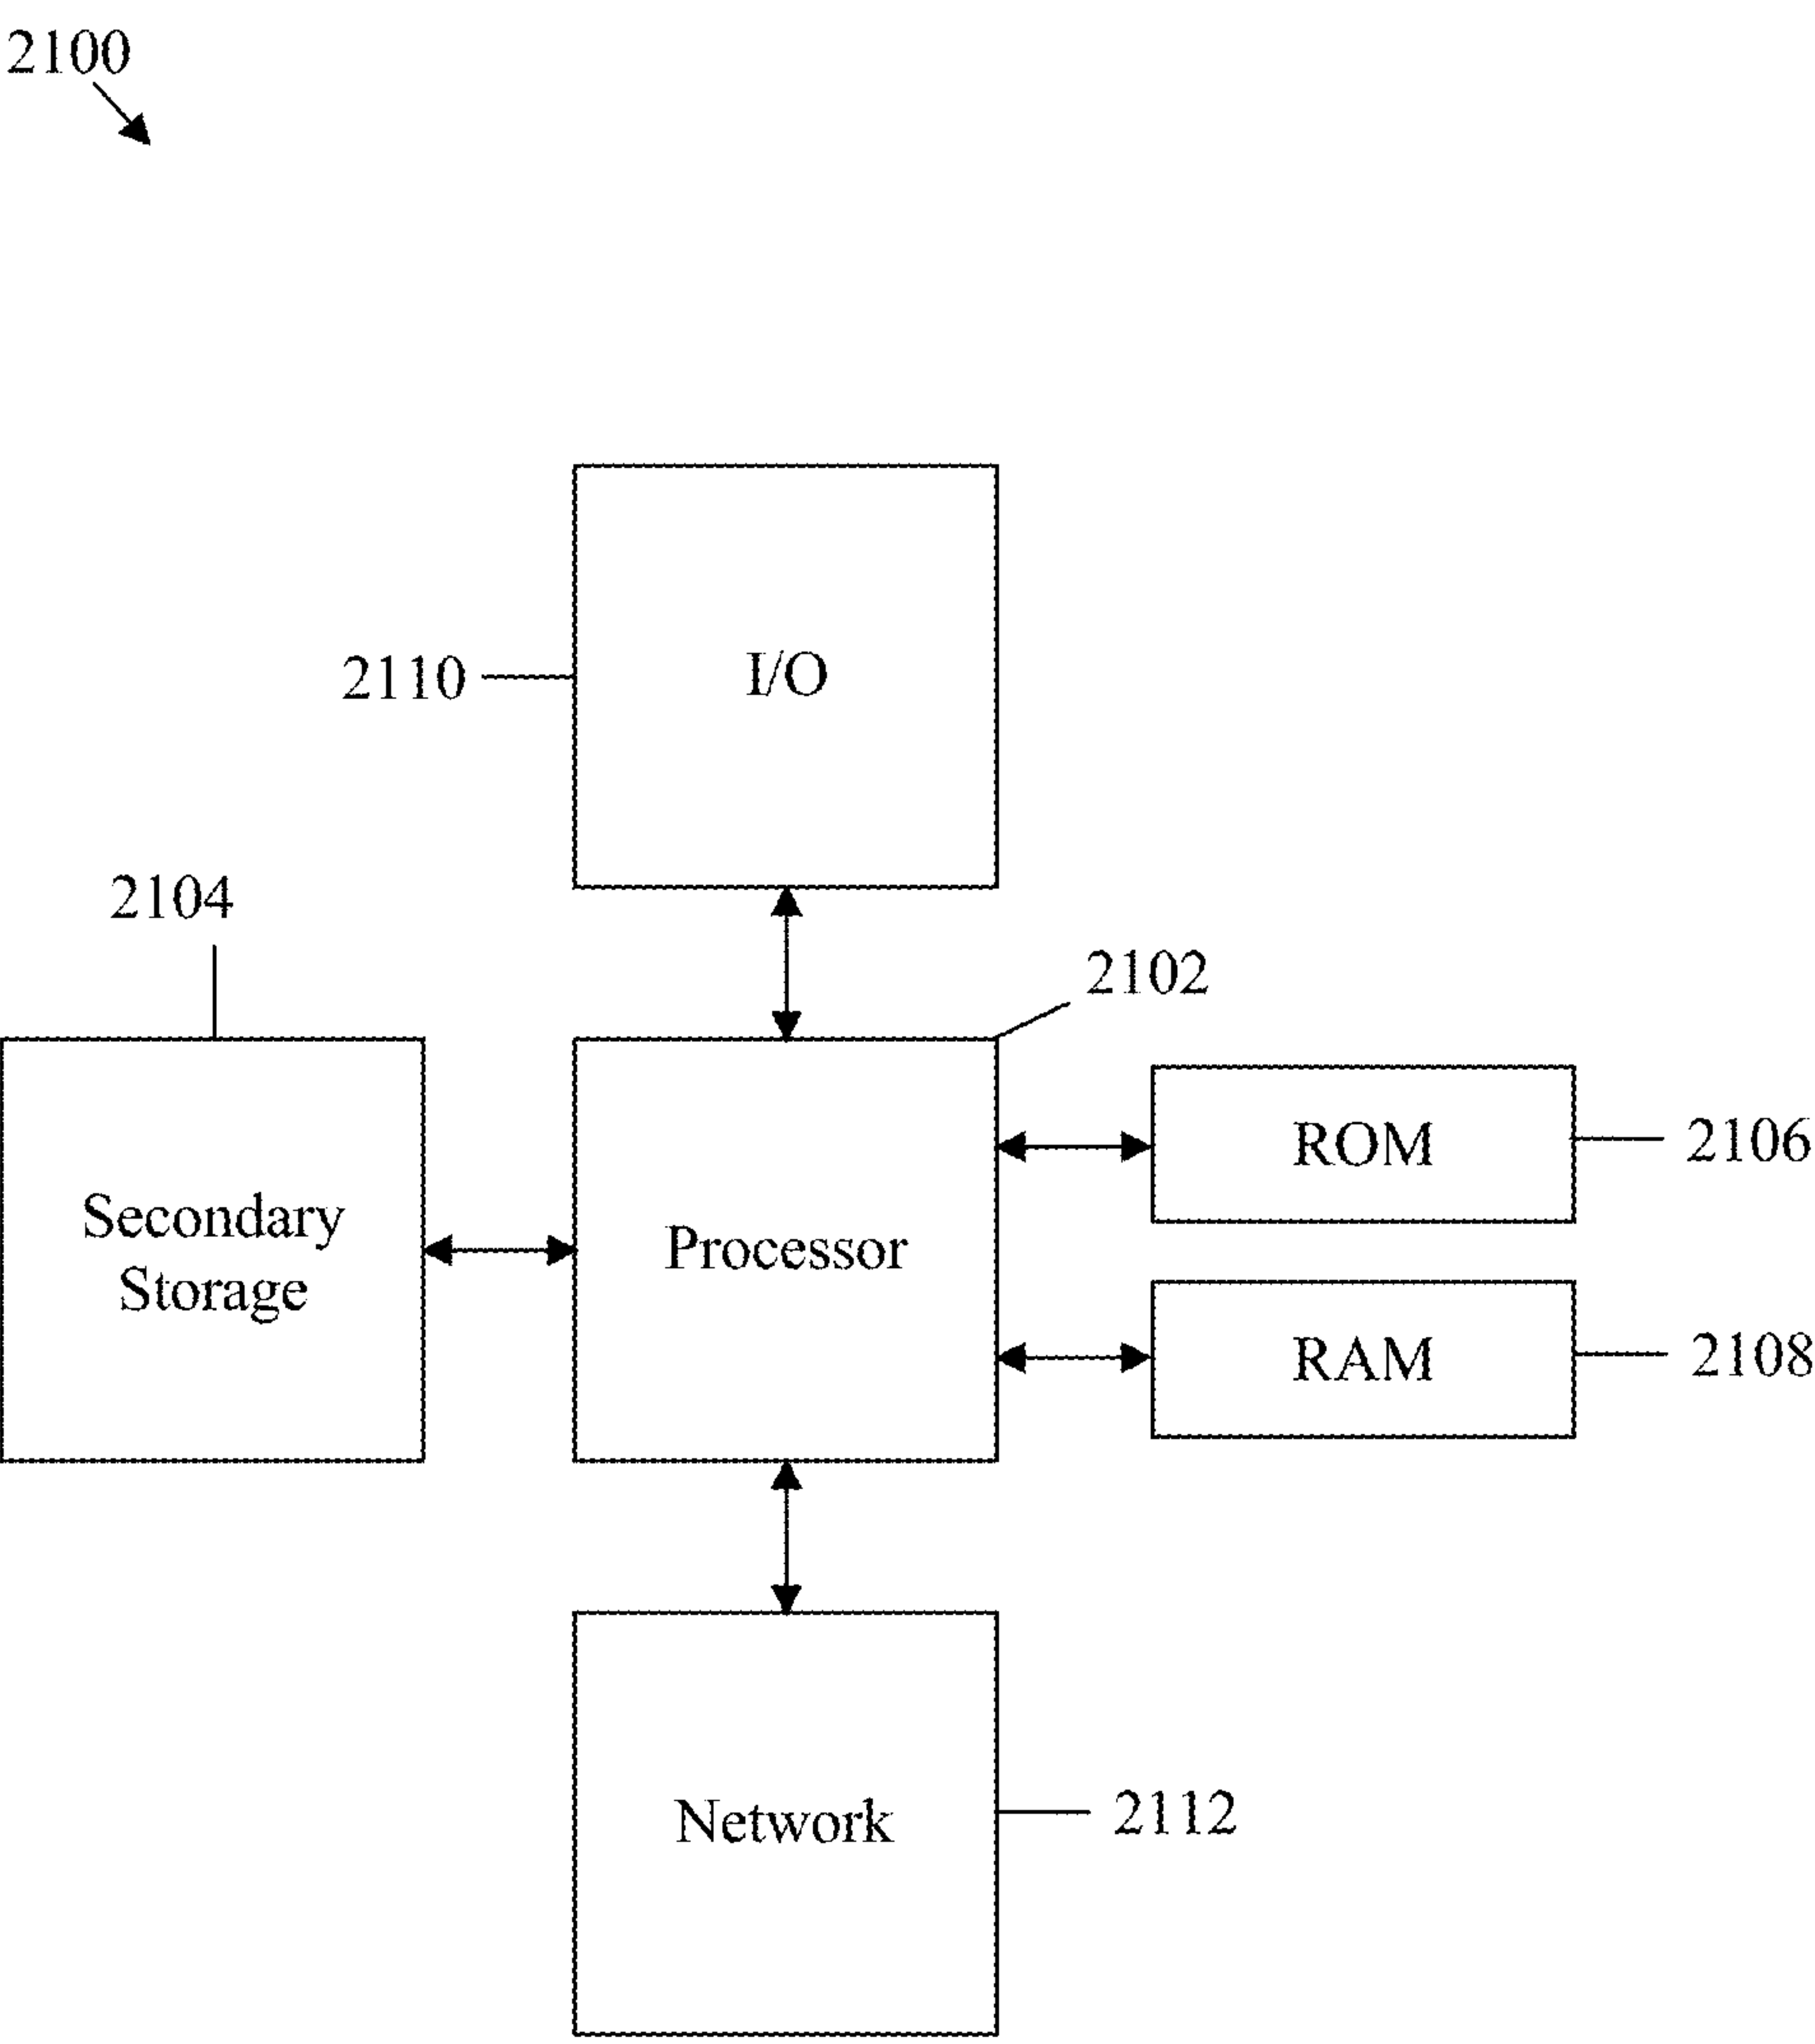 2100
I/O
2110
2104
2102
ROM
2106
Secondary
Storage
Processor
RAM
2108
Network
2112